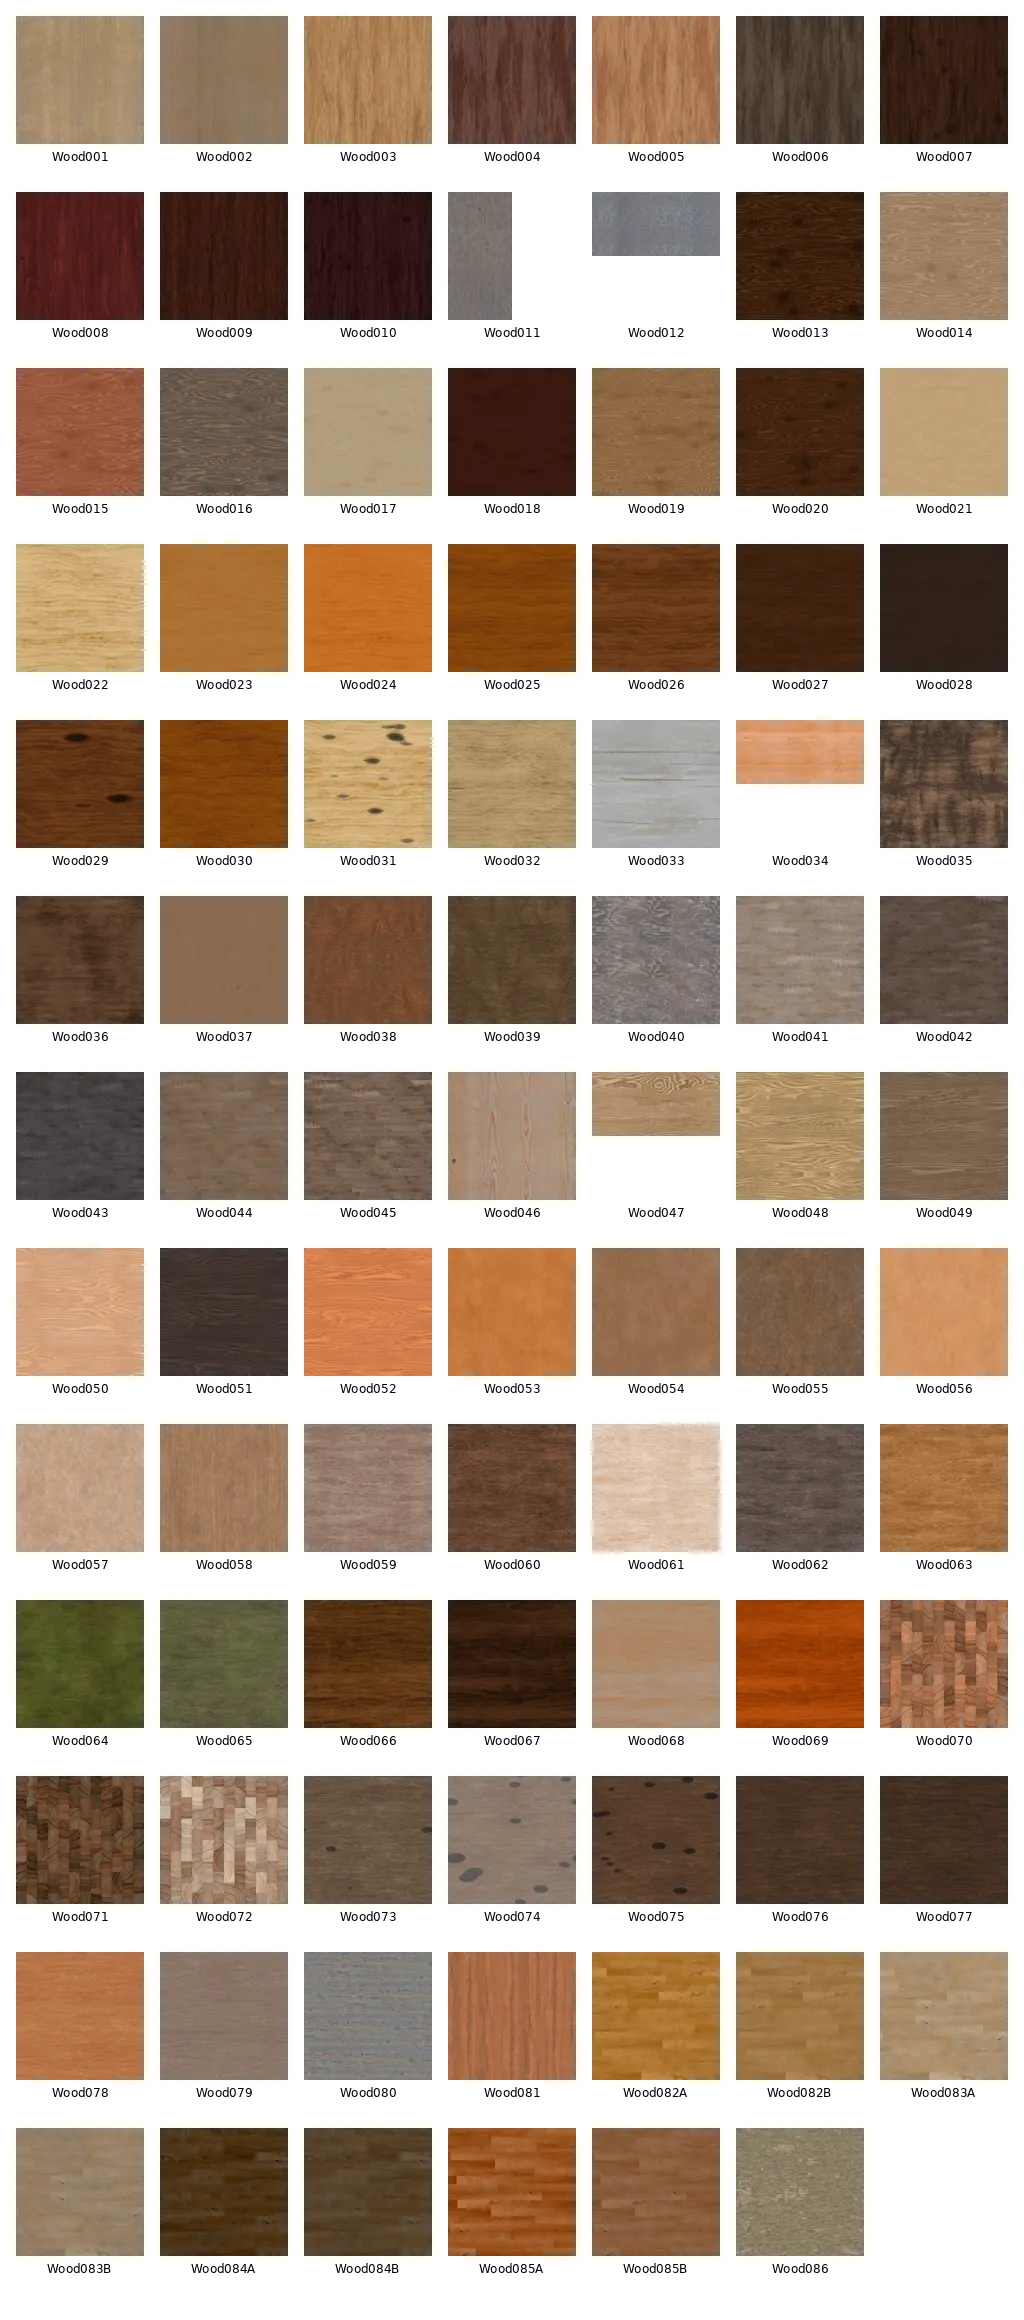 Wood001 Wood002 Wood003 Wood004 Wood005 Wood006 Wood007
Wood008 Wood009 Wood010 Wood011 Wood012 Wood013 Wood014
Wood015 Wood016 Wood017 Wood018 Wood019 Wood020 Wood021
Wood022 Wood023 Wood024 Wood025 Wood026 Wood027 Wood028
Wood029 Wood030 Wood031 Wood032 Wood033 Wood034 Wood035
Wood036 Wood037 Wood038 Wood039 Wood040 Wood041 Wood042
Wood043 Wood044 Wood045 Wood046 Wood047 Wood048 Wood049
Wood050 Wood051 Wood052 Wood053 Wood054 Wood055 Wood056
Wood057 Wood058 Wood059 Wood060 Wood061 Wood062 Wood063
Wood064 Wood065 Wood066 Wood067 Wood068 Wood069 Wood070
Wood071 Wood072 Wood073 Wood074 Wood075 Wood076 Wood077
Wood078 Wood079 Wood080 Wood081 Wood082A Wood082B Wood083A
Wood083B Wood084A Wood084B Wood085A Wood085B Wood086